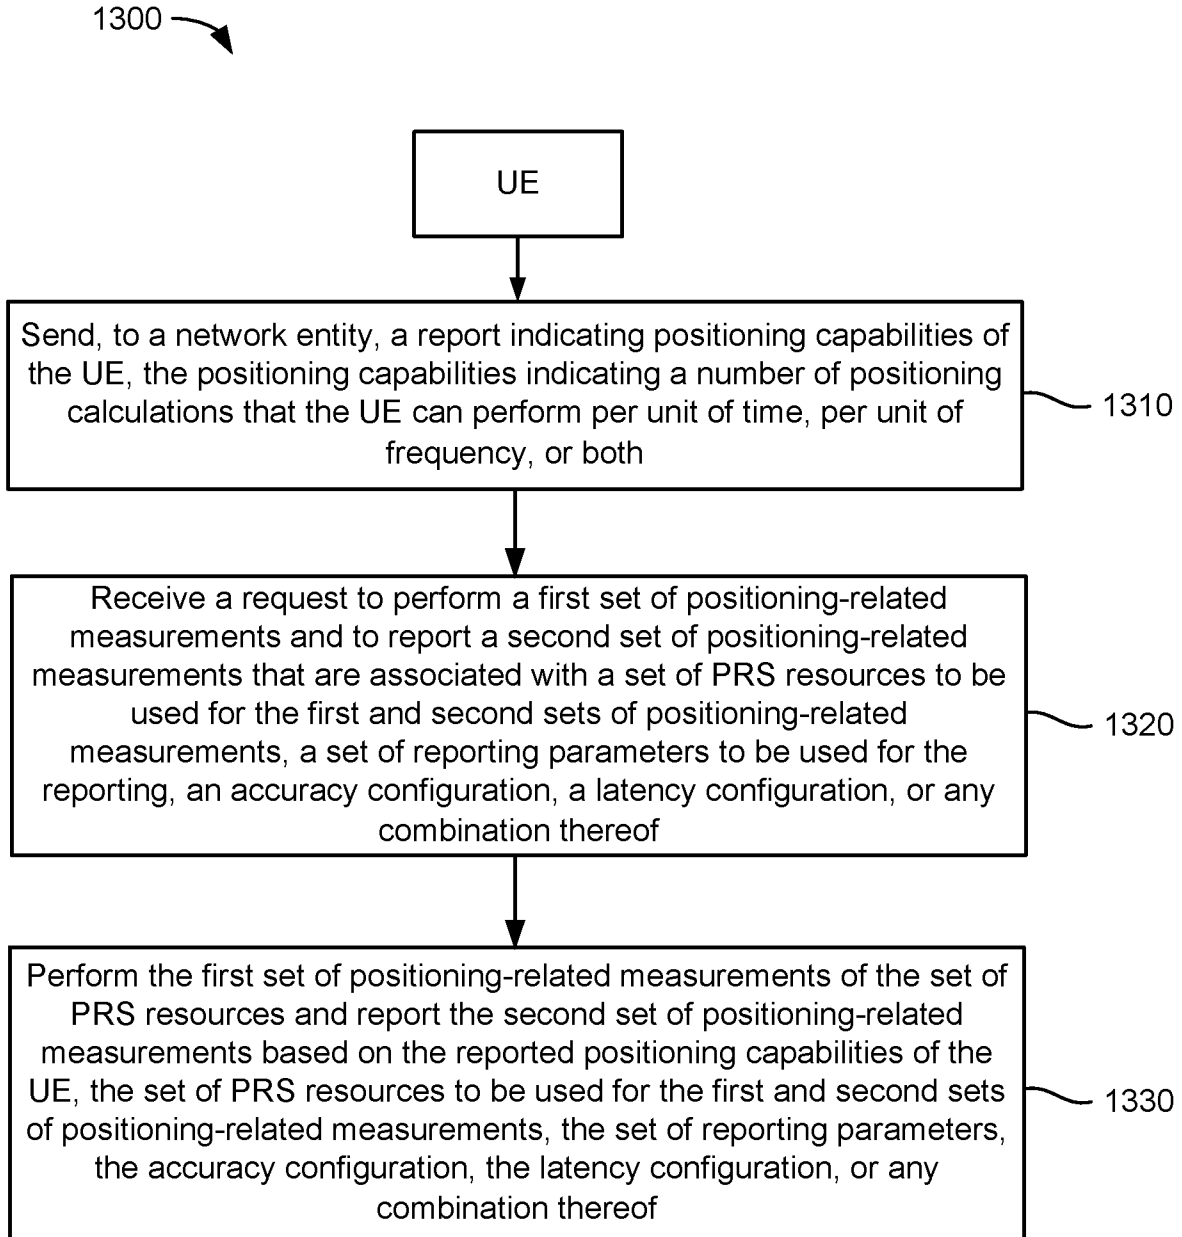 1300
UE
Send, to a network entity, a report indicating positioning capabilities of
the UE, the positioning capabilities indicating a number of positioning
calculations that the UE can perform per unit of time, per unit of
frequency, or both
1310
Receive a request to perform a first set of positioning-related
measurements and to report a second set of positioning-related
measurements that are associated with a set of PRS resources to be
used for the first and second sets of positioning-related
measurements, a set of reporting parameters to be used for the
reporting, an accuracy configuration, a latency configuration, or any
combination thereof
1320
Perform the first set of positioning-related measurements of the set of
PRS resources and report the second set of positioning-related
measurements based on the reported positioning capabilities of the
UE, the set of PRS resources to be used for the first and second sets
of positioning-related measurements, the set of reporting parameters,
the accuracy configuration, the latency configuration, or any
combination thereof
1330